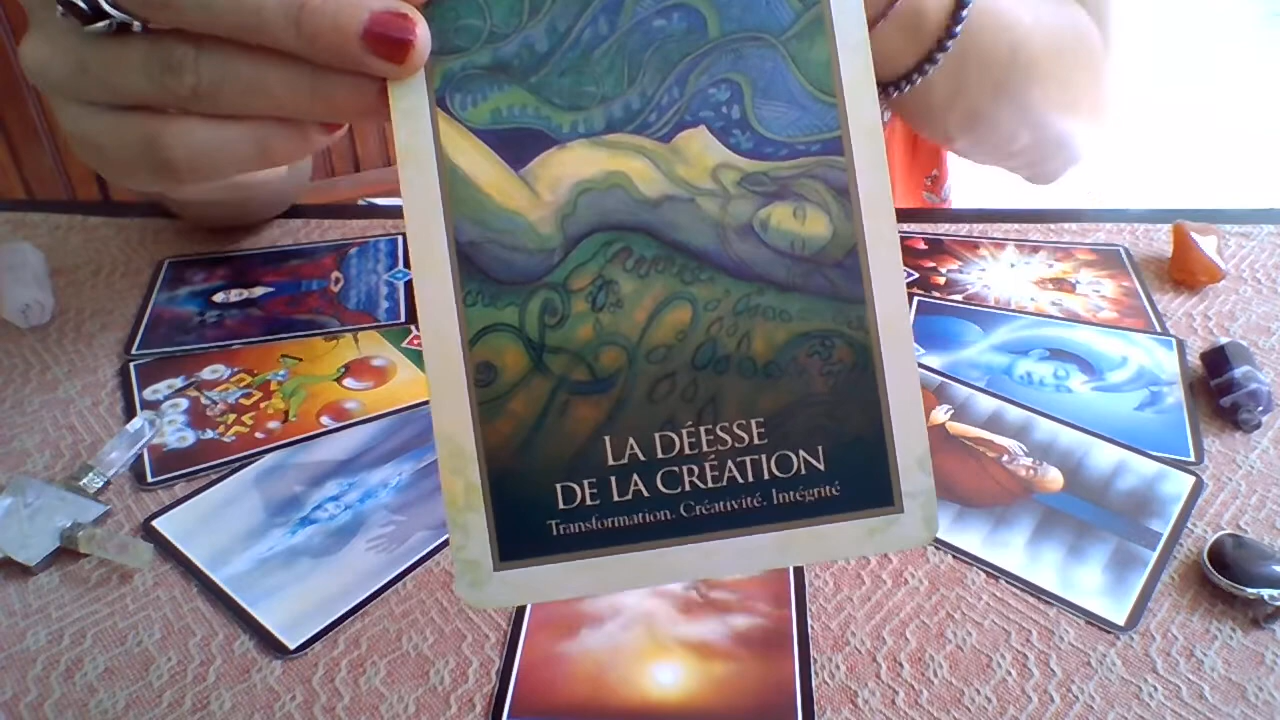 LA DÉESSE
DE LA CRÉATION
Transformation. Créativité. Intégrité